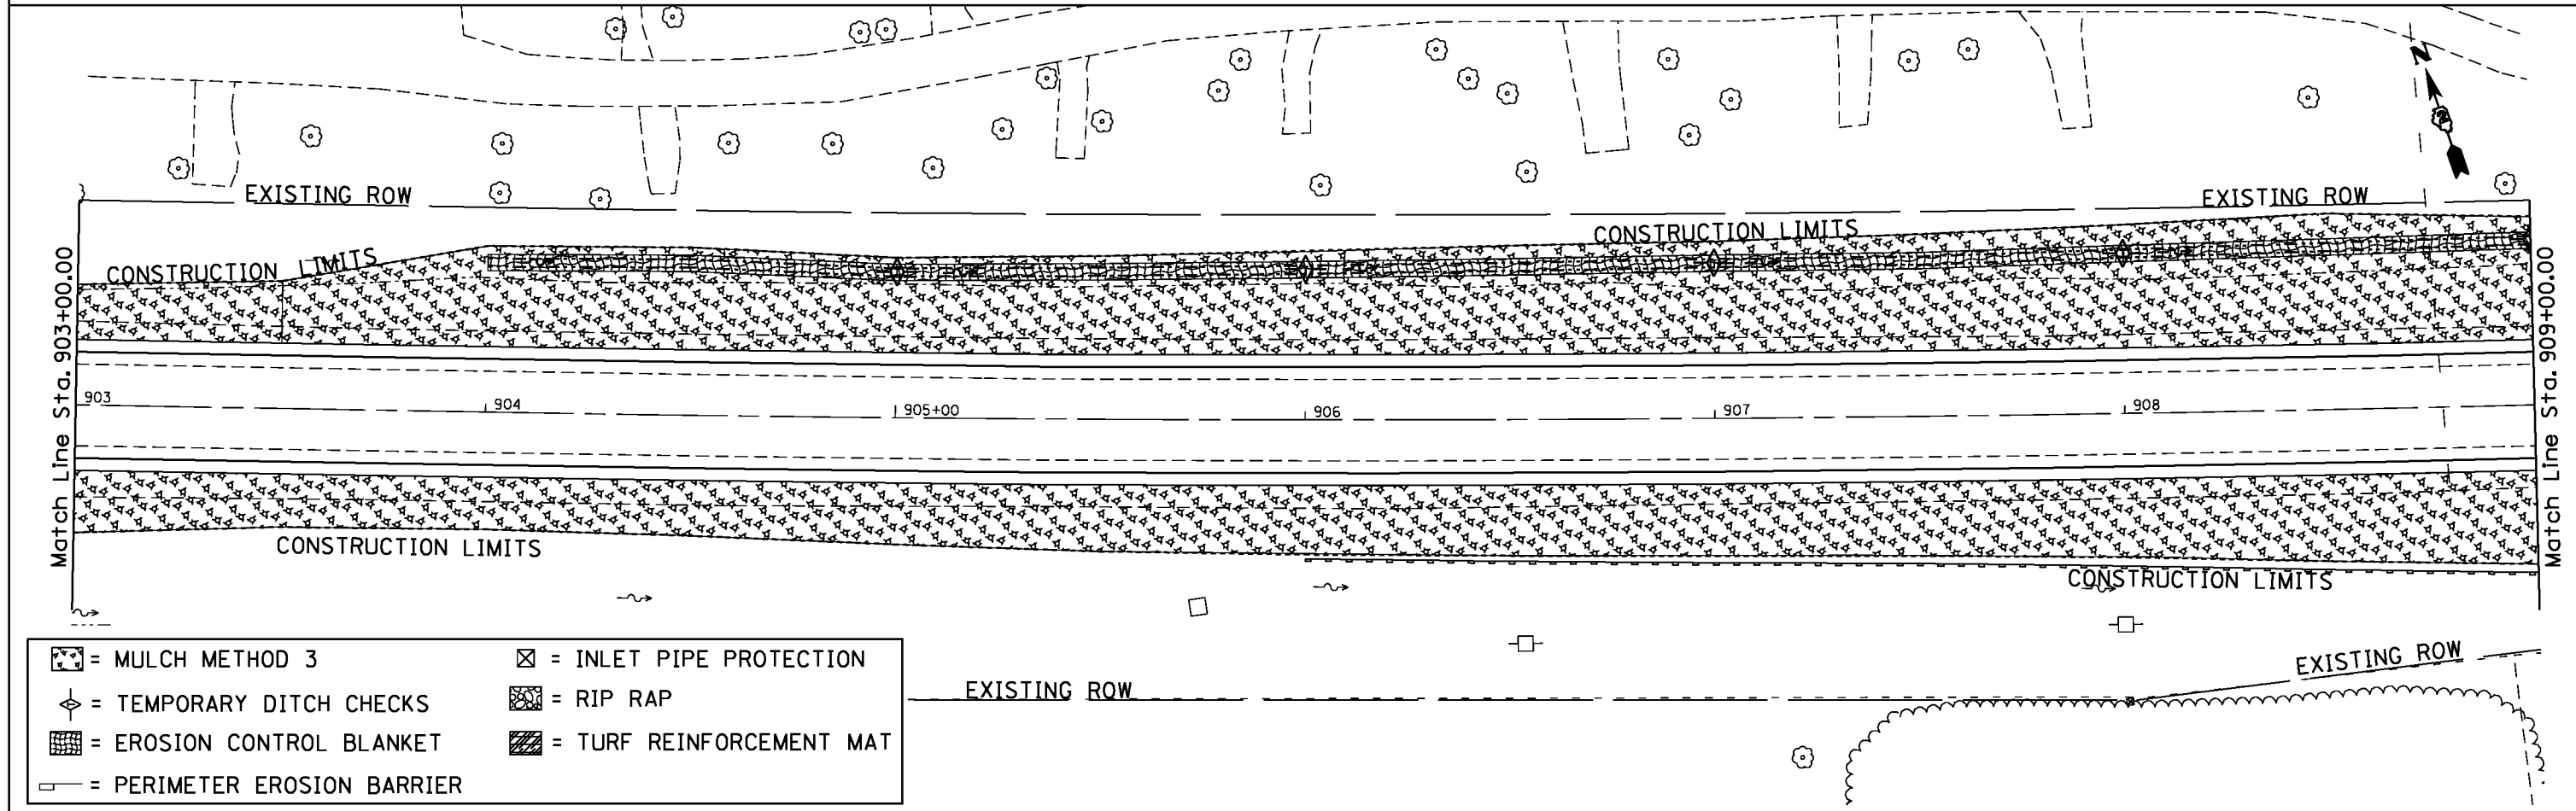 N
2
EXISTING ROW
EXISTING ROW
CONSTRUCTION LIMITS
CONSTRUCTION LIMITS
Match Line Sta. 903+00.00
Match Line Sta. 909+00.00
903
904
905+00
906
907
908
CONSTRUCTION LIMITS
CONSTRUCTION LIMITS
EXISTING ROW
EXISTING ROW
= MULCH METHOD 3
= TEMPORARY DITCH CHECKS
= EROSION CONTROL BLANKET
= PERIMETER EROSION BARRIER
= INLET PIPE PROTECTION
= RIP RAP
= TURF REINFORCEMENT MAT